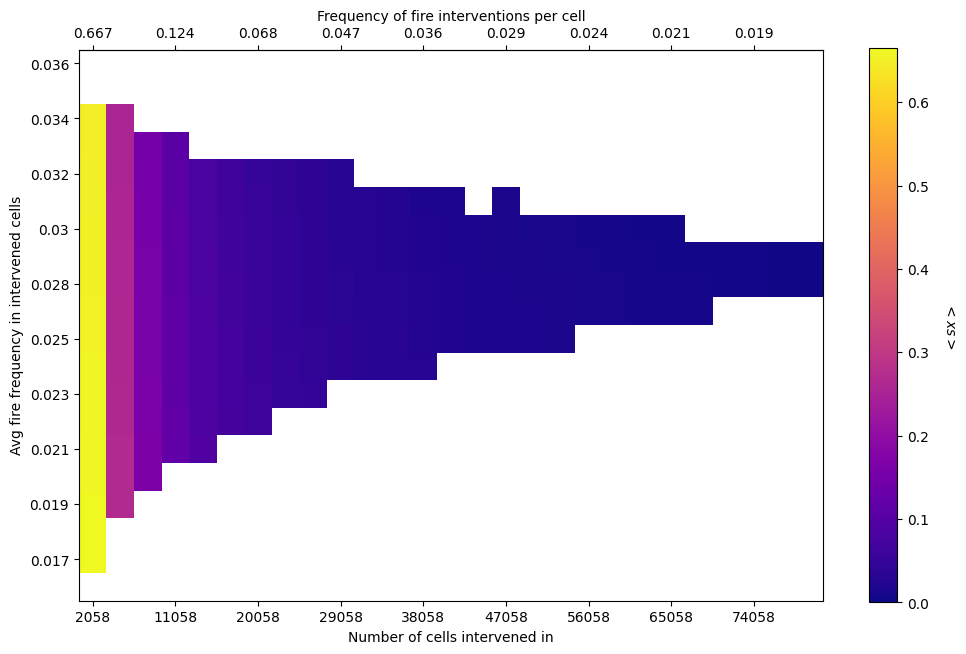 Frequency of fire interventions per cell
0.667 0.124 0.068 0.047 0.036 0.029 0.024 0.021 0.019
0.036
0.034
0.032
0.03
0.028
0.025
0.023
0.021
0.019
0.017
Avg fire frequency in intervened cells
2058 11058 20058 29058 38058 47058 56058 65058 74058
Number of cells intervened in
0.6
0.5
0.4
0.3
0.2
0.1
0.0
< sx >